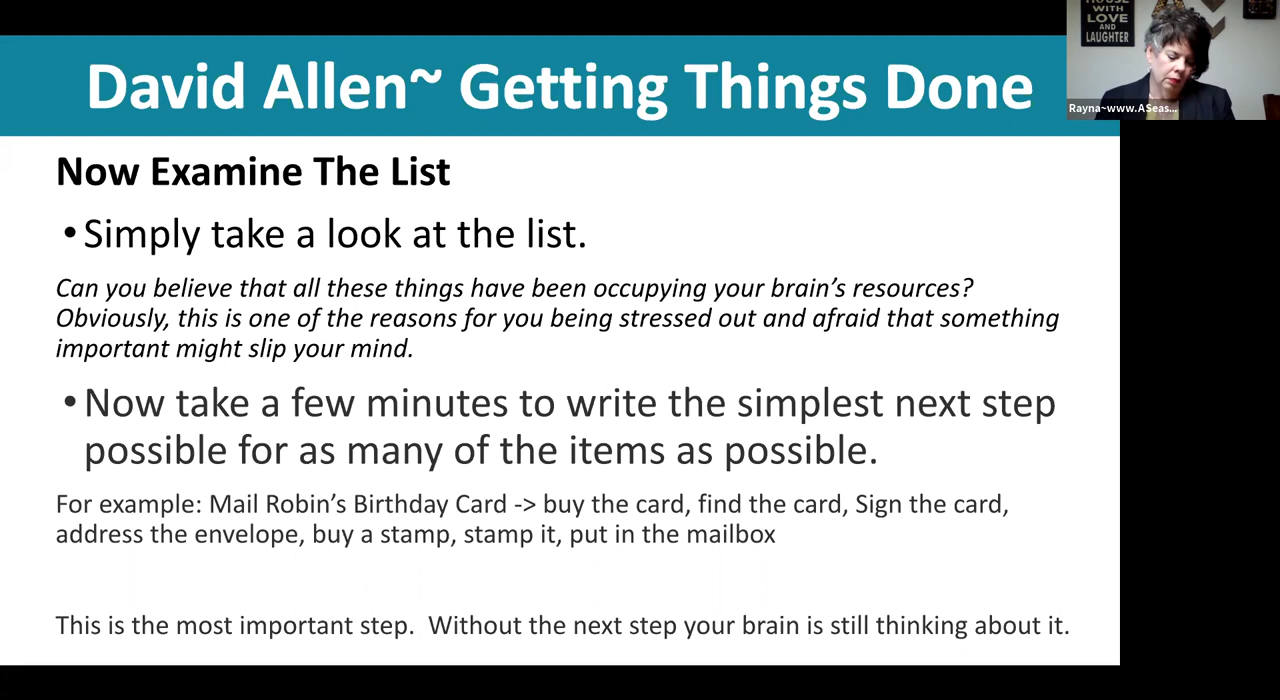 David Allen~ Getting Things Done
HOUSE
WITH
LOVE
AND
LAUGHTER
Rayna~www.ASeas...
Now Examine The List
•Simply take a look at the list.
Can you believe that all these things have been occupying your brain’s resources?
Obviously, this is one of the reasons for you being stressed out and afraid that something
important might slip your mind.
•Now take a few minutes to write the simplest next step
possible for as many of the items as possible.
For example: Mail Robin’s Birthday Card -> buy the card, find the card, Sign the card,
address the envelope, buy a stamp, stamp it, put in the mailbox
This is the most important step.  Without the next step your brain is still thinking about it.